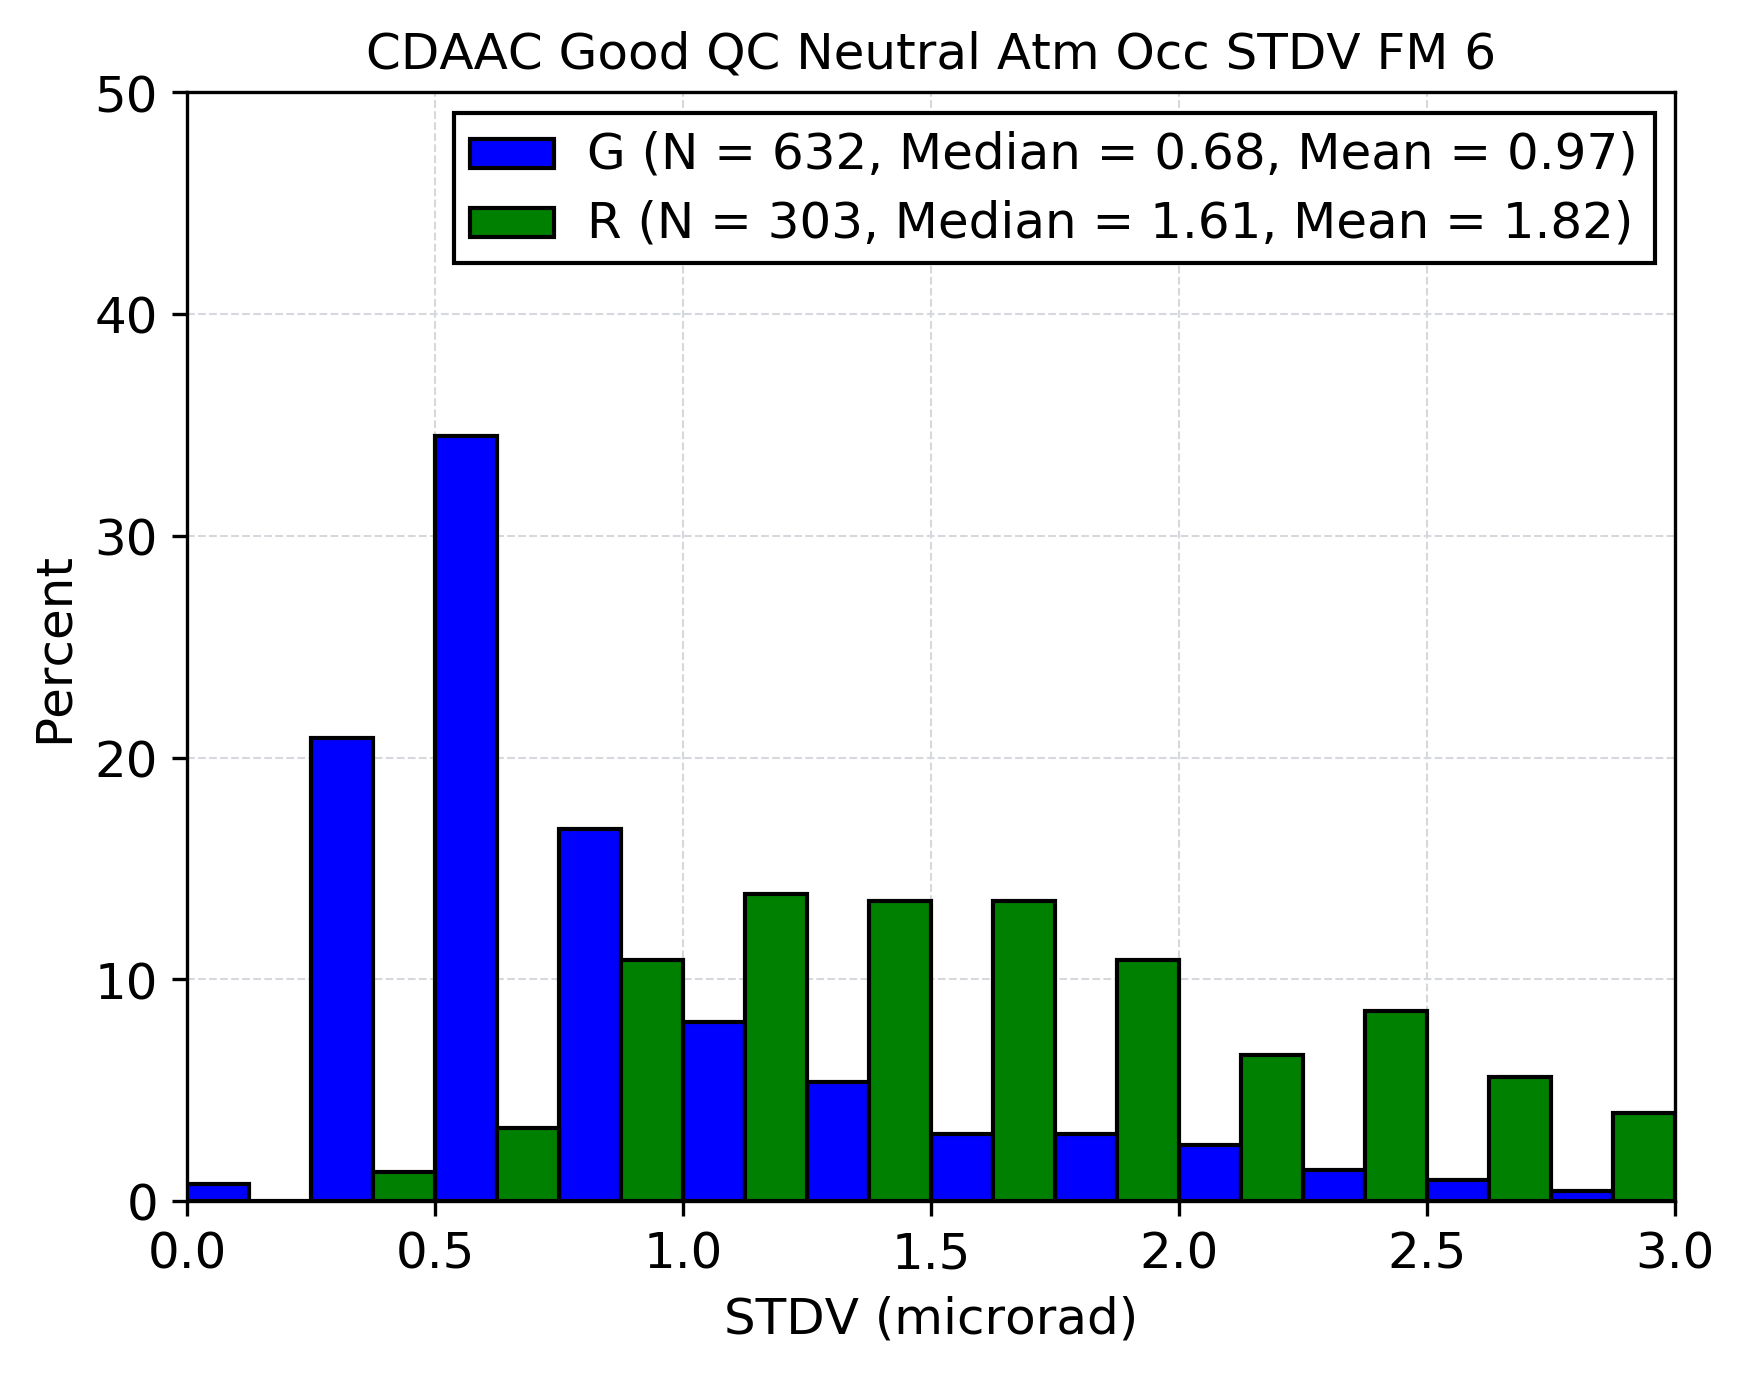 CDAAC Good QC Neutral Atm Occ STDV FM 6
50
G (N = 632, Median = 0.68, Mean = 0.97)
R (N = 303, Median = 1.61, Mean = 1.82)
40
30
Percent
20
10
0
0.0 0.5 1.0 1.5 2.0 2.5 3.0
STDV (microrad)